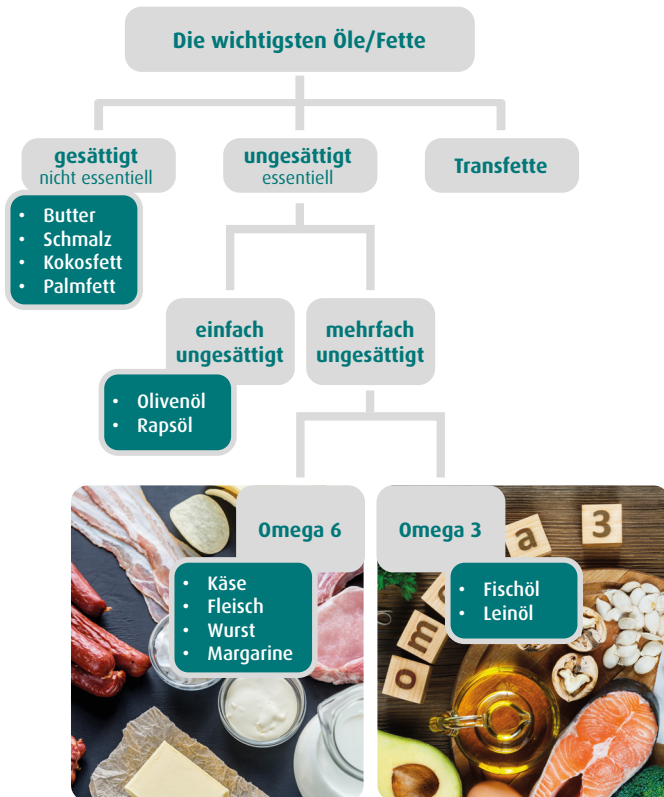 Die wichtigsten Öle/Fette
gesättigt
nicht essentiell
ungesättigt
essentiell
Transfette
• Butter
• Schmalz
• Kokosfett
• Palmfett
einfach
ungesättigt
mehrfach
ungesättigt
• Olivenöl
• Rapsöl
Omega 6
Omega 3
• Käse
• Fleisch
• Wurst
• Margarine
• Fischöl
• Leinöl
o
m
a
3